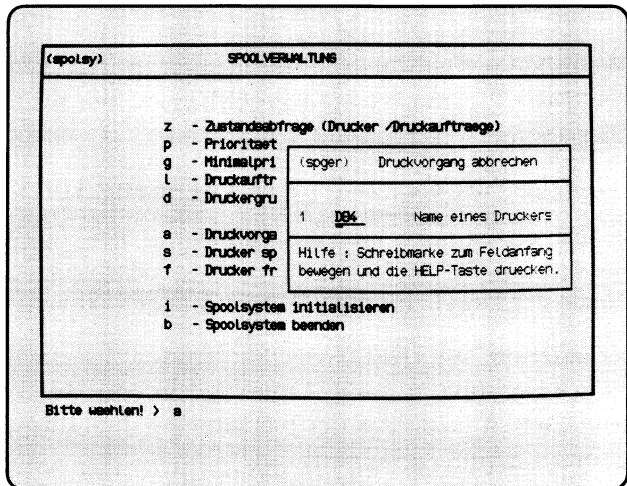 (spolsy) SPOOLVERWALTUNG
z - Zustandsabfrage (Drucker /Druckauftraege)
p - Prioritaet
g - Minimalpri
l - Druckauftr
d - Druckergru
a - Druckvorga
s - Drucker sp
f - Drucker fr
(spger) Druckvorgang abbrechen
1 D04 Name eines Druckers
Hilfe : Schreibmarke zum Feldanfang
bewegen und die HELP-Taste druecken.
i - Spoolsystem initialisieren
b - Spoolsystem beenden
Bitte waehlen! > a